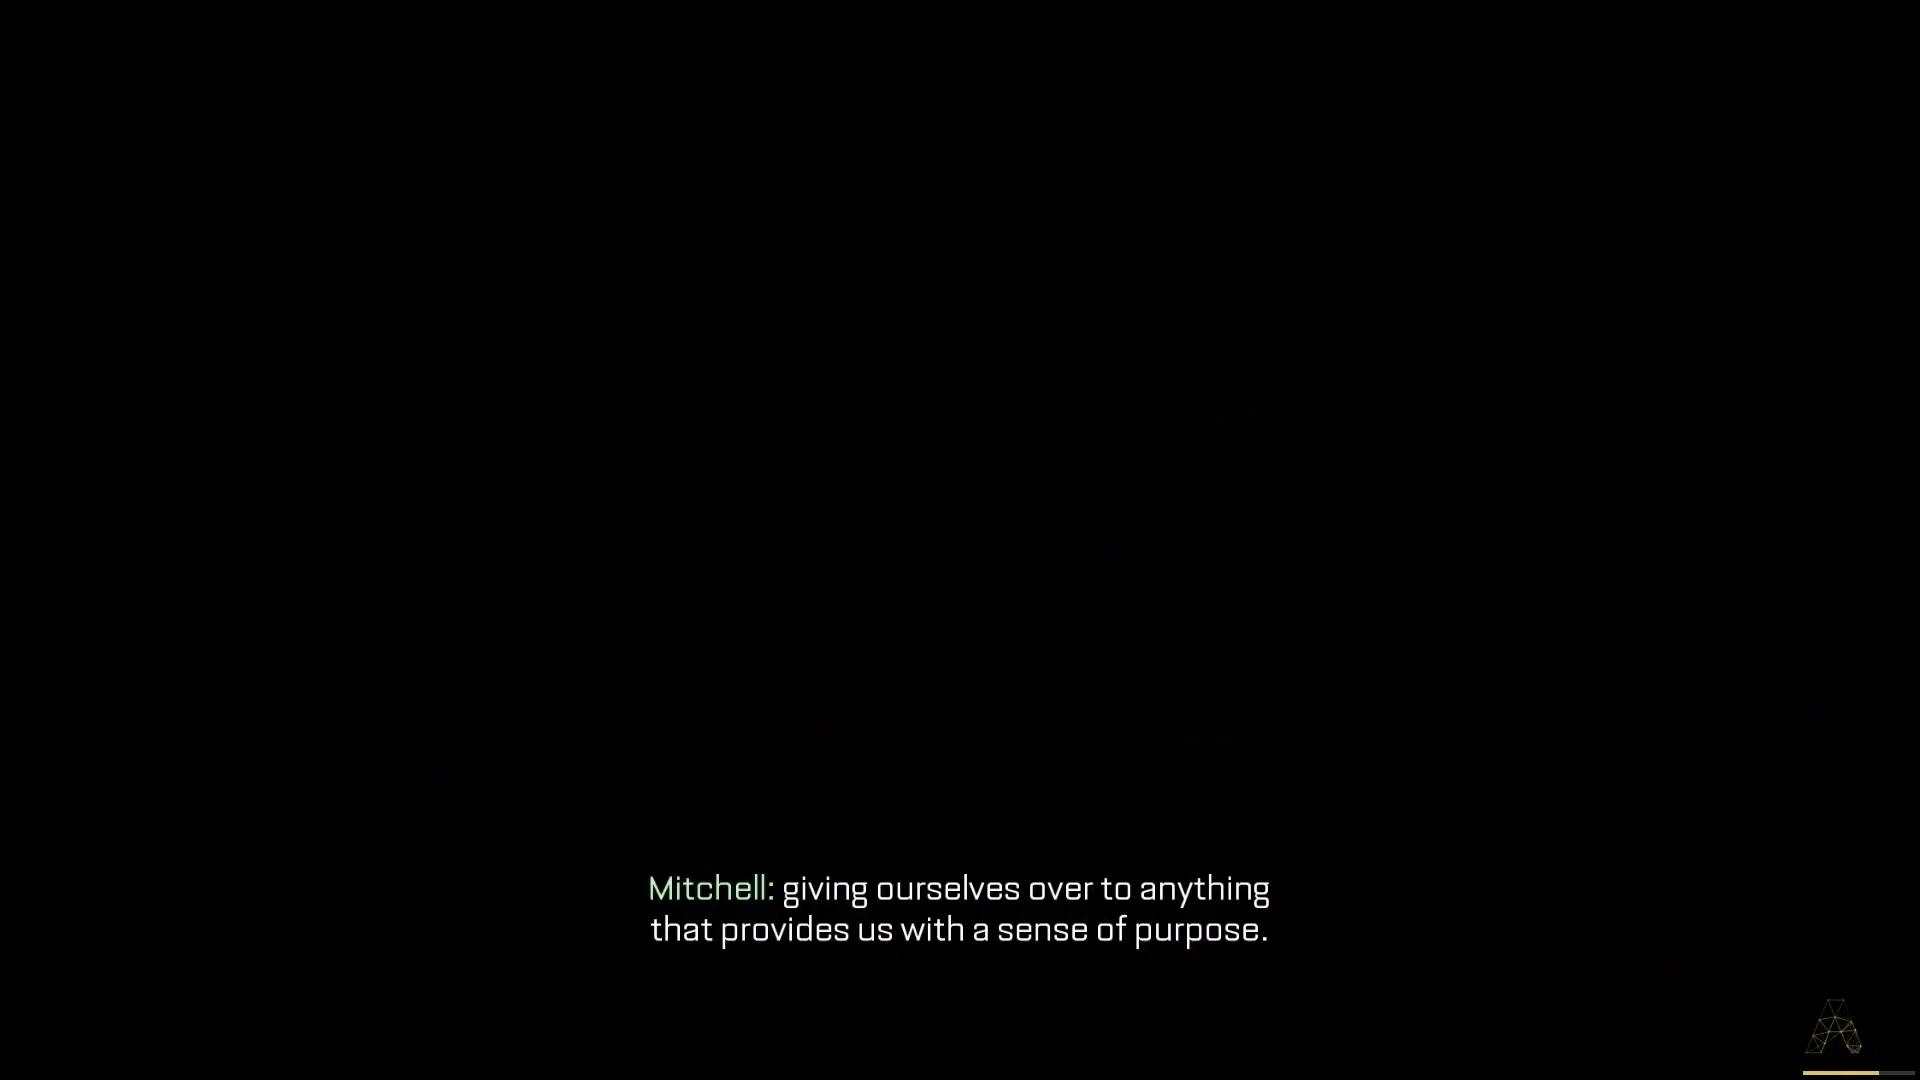 Mitchell: giving ourselves over to anything
that provides us with a sense of purpose.